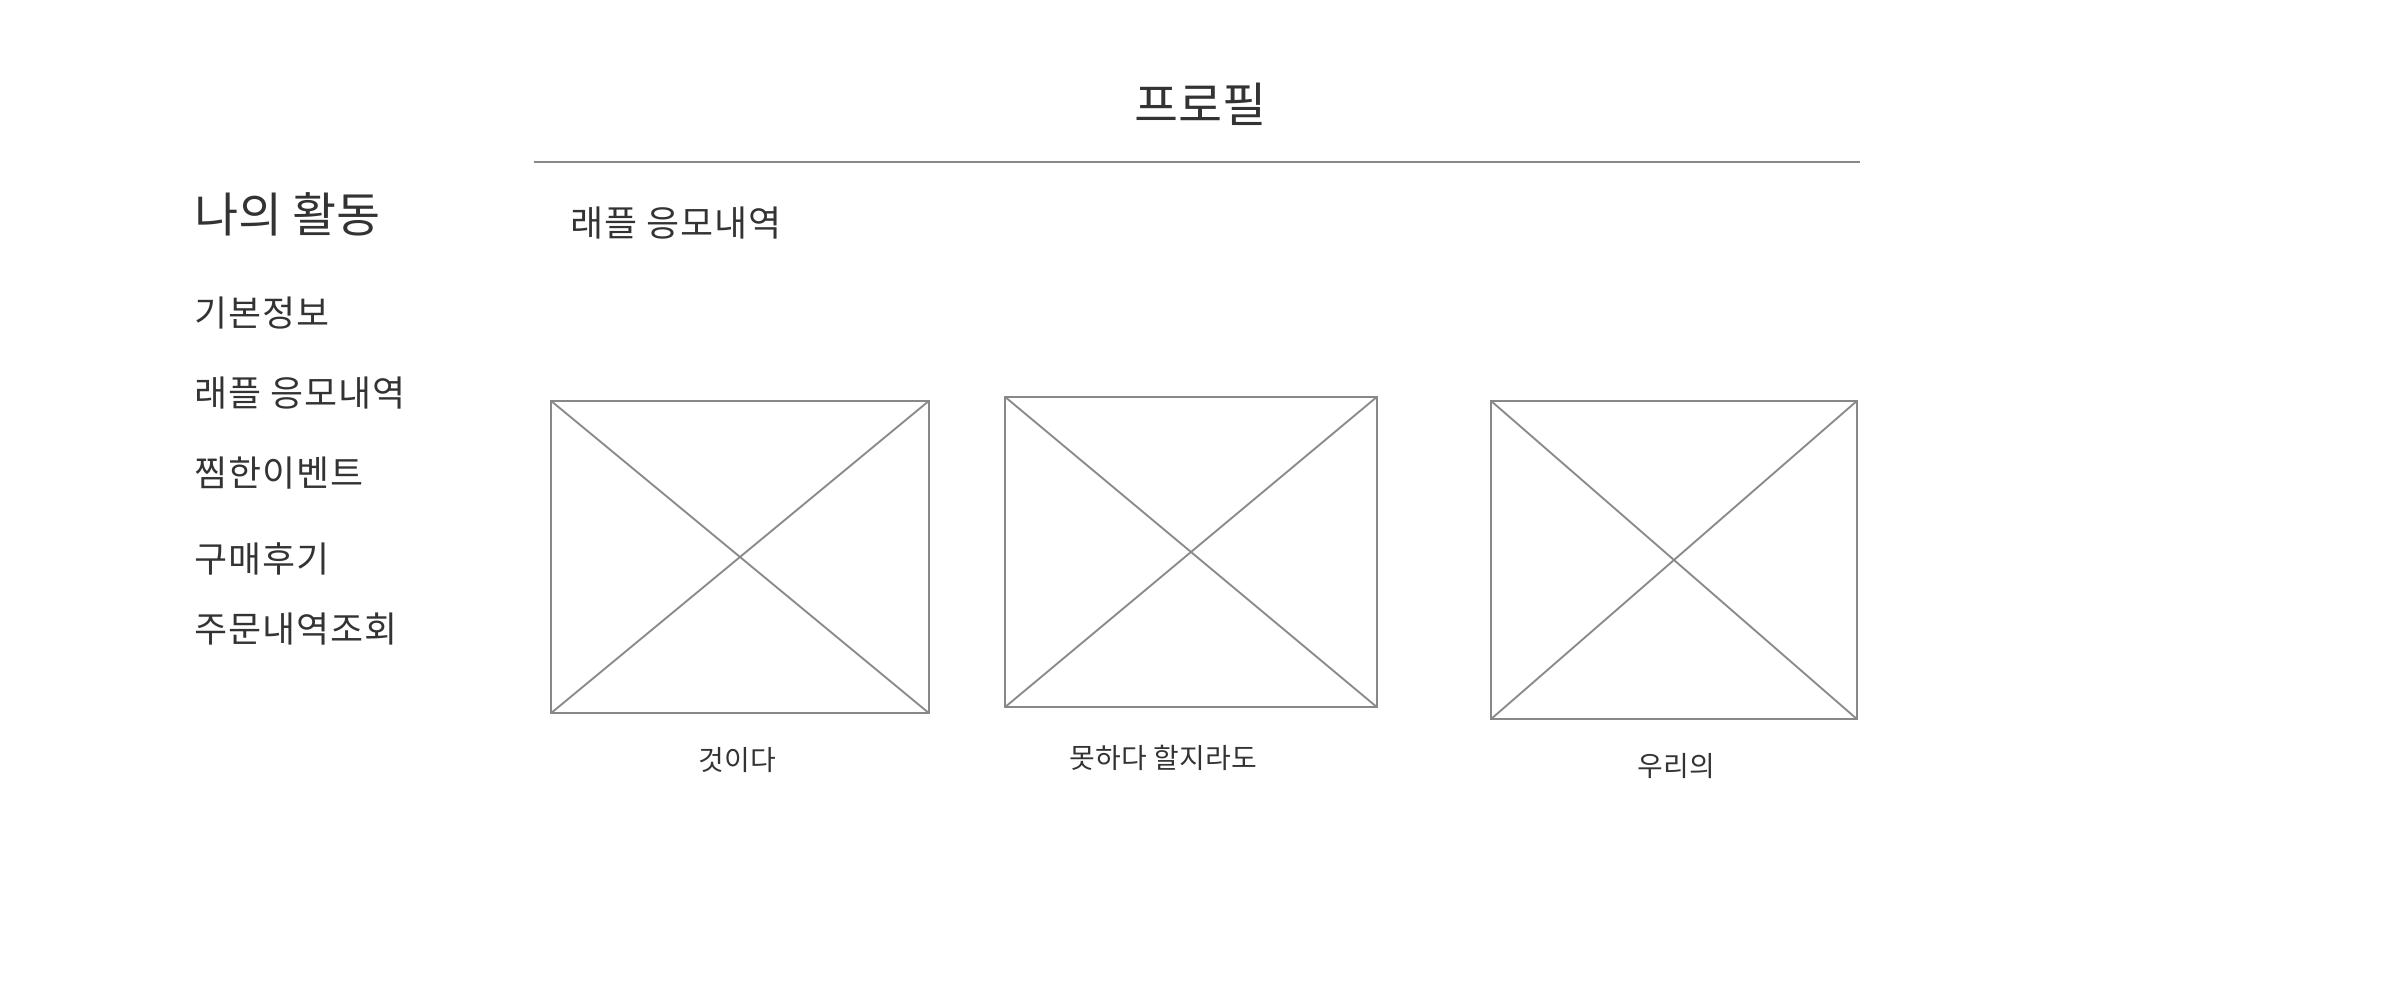 프로필
나의 활동
기본정보
래플 응모내역
찜한이벤트
구매후기
주문내역조회
래플 응모내역
것이다
못하다 할지라도
우리의